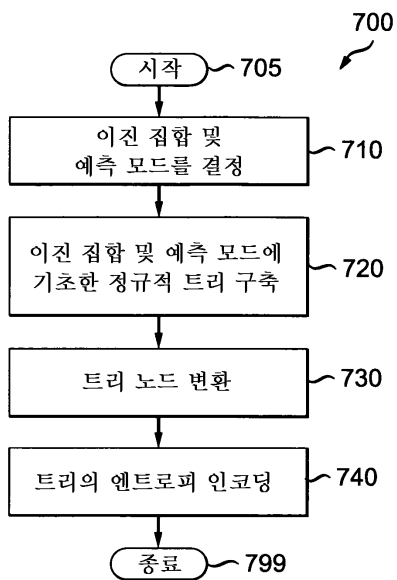 700
시작 705
이진 집합 및
예측 모드를 결정
710
이진 집합 및 예측 모드에
기초한 정규적 트리 구축
720
트리 노드 변환 730
트리의 엔트로피 인코딩 740
종료 799